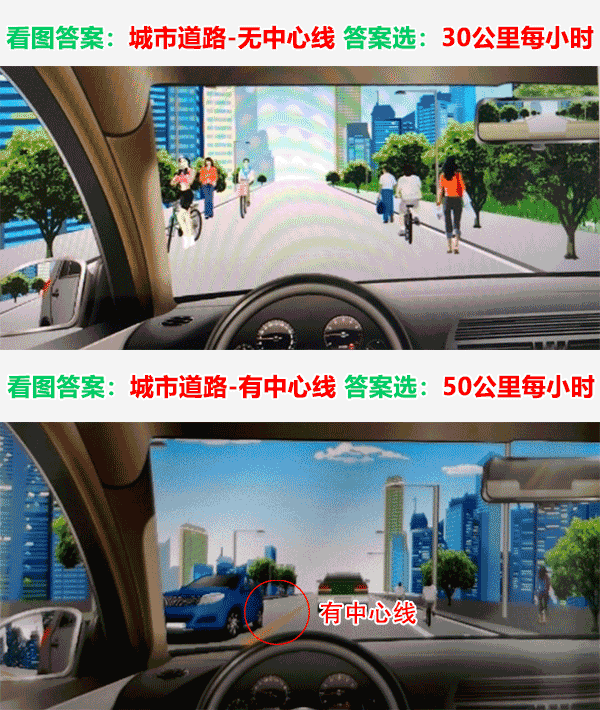 看图答案：城市道路-无中心线 答案选：30公里每小时
看图答案：城市道路-有中心线 答案选：50公里每小时
有中心线